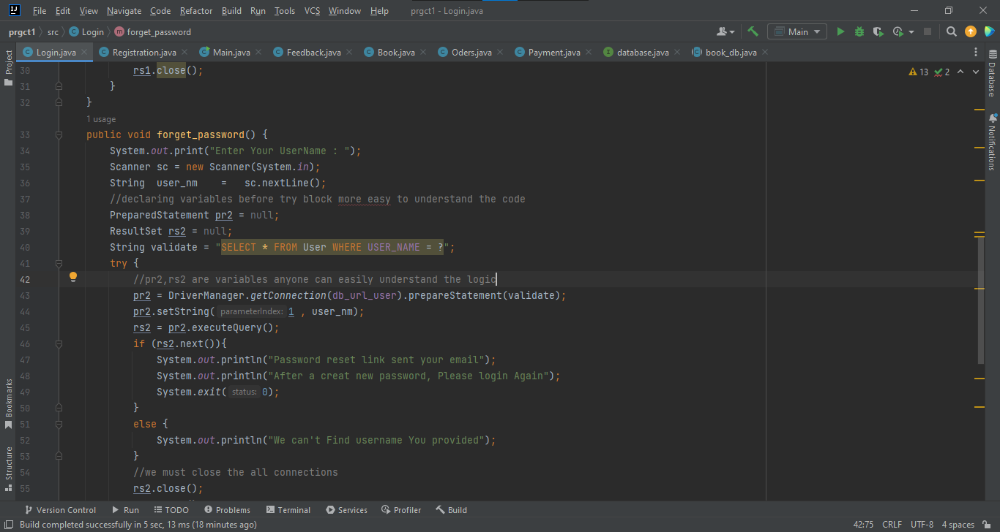 File Edit View Navigate Code Refactor Build Run Tools VCS Window Help prgct1 - Login.java
prgct1 src Login forget_password Main
Login.java Registration.java Main.java Feedback.java Book.java Oders.java Payment.java database.java book_db.java
Project
Bookmarks
Structure
Database
Notifications
13 2
30 rs1.close();
31 }
32 }
1 usage
33 public void forget_password() {
34 System.out.print("Enter Your UserName : ");
35 Scanner sc = new Scanner(System.in);
36 String user_nm = sc.nextLine();
37 //declaring variables before try block more easy to understand the code
38 PreparedStatement pr2 = null;
39 ResultSet rs2 = null;
40 String validate = "SELECT * FROM User WHERE USER_NAME = ?";
41 try {
42 //pr2,rs2 are variables anyone can easily understand the logic
43 pr2 = DriverManager.getConnection(db_url_user).prepareStatement(validate);
44 pr2.setString( parameterIndex: 1 , user_nm);
45 rs2 = pr2.executeQuery();
46 if (rs2.next()){
47 System.out.println("Password reset link sent your email");
48 System.out.println("After a creat new password, Please login Again");
49 System.exit( status: 0);
50 }
51 else {
52 System.out.println("We can't Find username You provided");
53 }
54 //we must close the all connections
55 rs2.close();
Version Control Run TODO Problems Terminal Services Profiler Build
Build completed successfully in 5 sec, 13 ms (18 minutes ago) 42:75 CRLF UTF-8 4 spaces